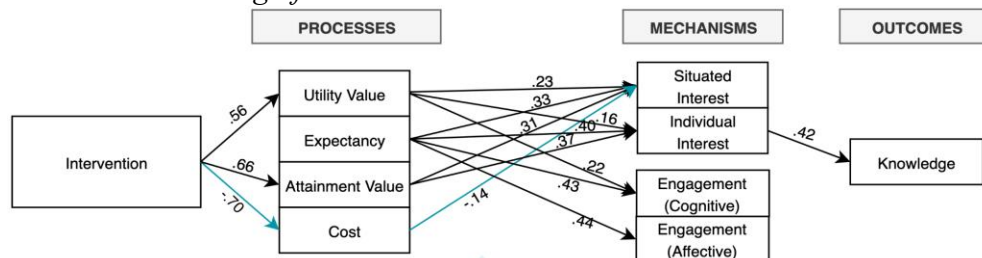 PROCESSES
MECHANISMS
OUTCOMES
Intervention
.56
.66
-.70
Utility Value
Expectancy
Attainment Value
Cost
.23
.33
.31
.16
.40
.37
.22
.43
-.14
.44
Situated
Interest
Individual
Interest
Engagement
(Cognitive)
Engagement
(Affective)
.42
Knowledge